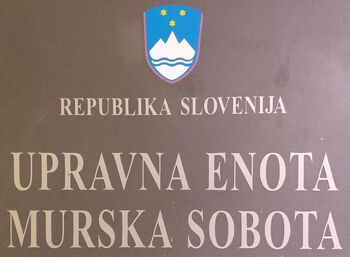 REPUBLIKA SLOVENIJA
UPRAVNA ENOTA
MURSKA SOBOTA